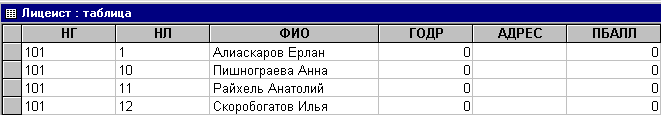 Лицеист : таблица
НГ НЛ ФИО ГОДР АДРЕС ПБАЛЛ
101 1 Алиаскаров Ерлан 0 0
101 10 Пишнограева Анна 0 0
101 11 Райхель Анатолий 0 0
101 12 Скоробогатов Илья 0 0